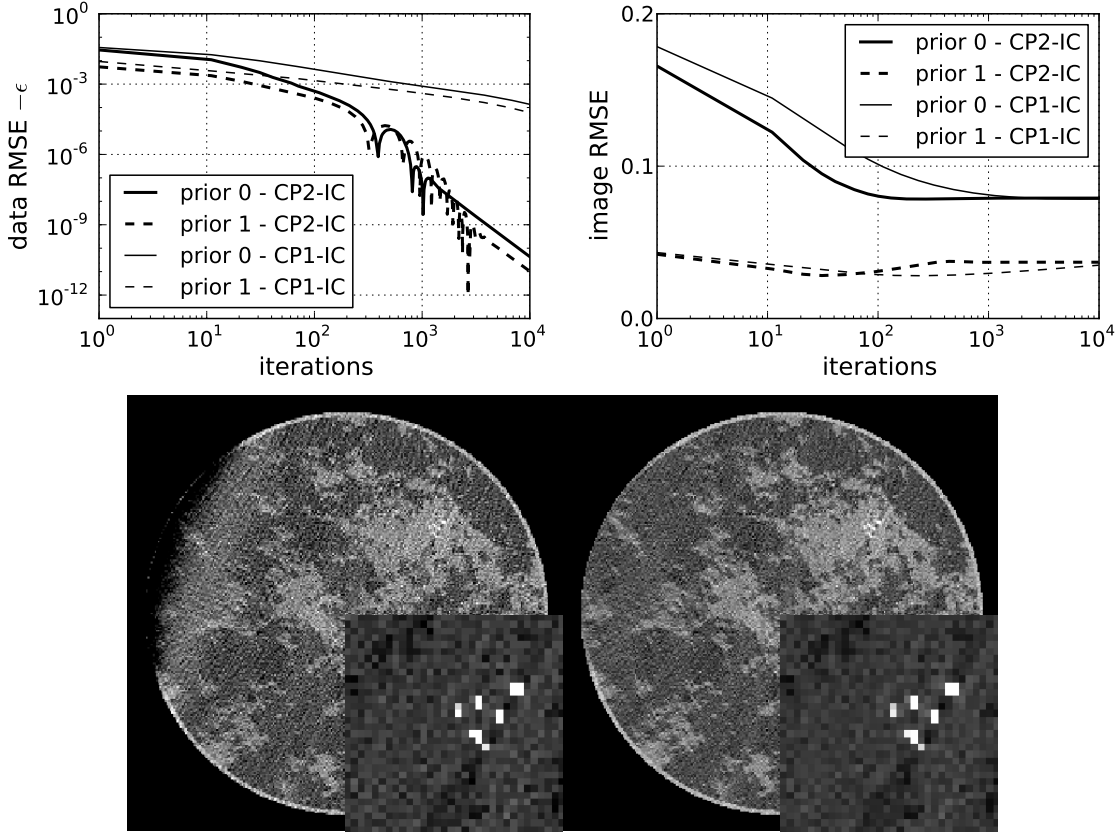 10^0
10^-3
10^-6
10^-9
10^-12
data RMSE −ϵ
prior 0 - CP2-IC
prior 1 - CP2-IC
prior 0 - CP1-IC
prior 1 - CP1-IC
10^0 10^1 10^2 10^3 10^4
iterations
0.2
0.1
0.0
image RMSE
prior 0 - CP2-IC
prior 1 - CP2-IC
prior 0 - CP1-IC
prior 1 - CP1-IC
10^0 10^1 10^2 10^3 10^4
iterations